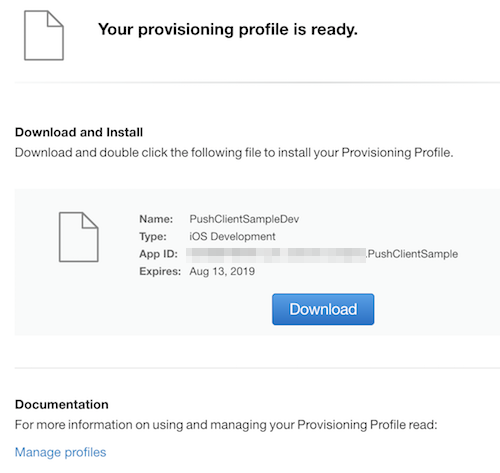 Your provisioning profile is ready.
Download and Install
Download and double click the following file to install your Provisioning Profile.
Name: PushClientSampleDev
Type: iOS Development
App ID: .PushClientSample
Expires: Aug 13, 2019
Download
Documentation
For more information on using and managing your Provisioning Profile read:
Manage profiles